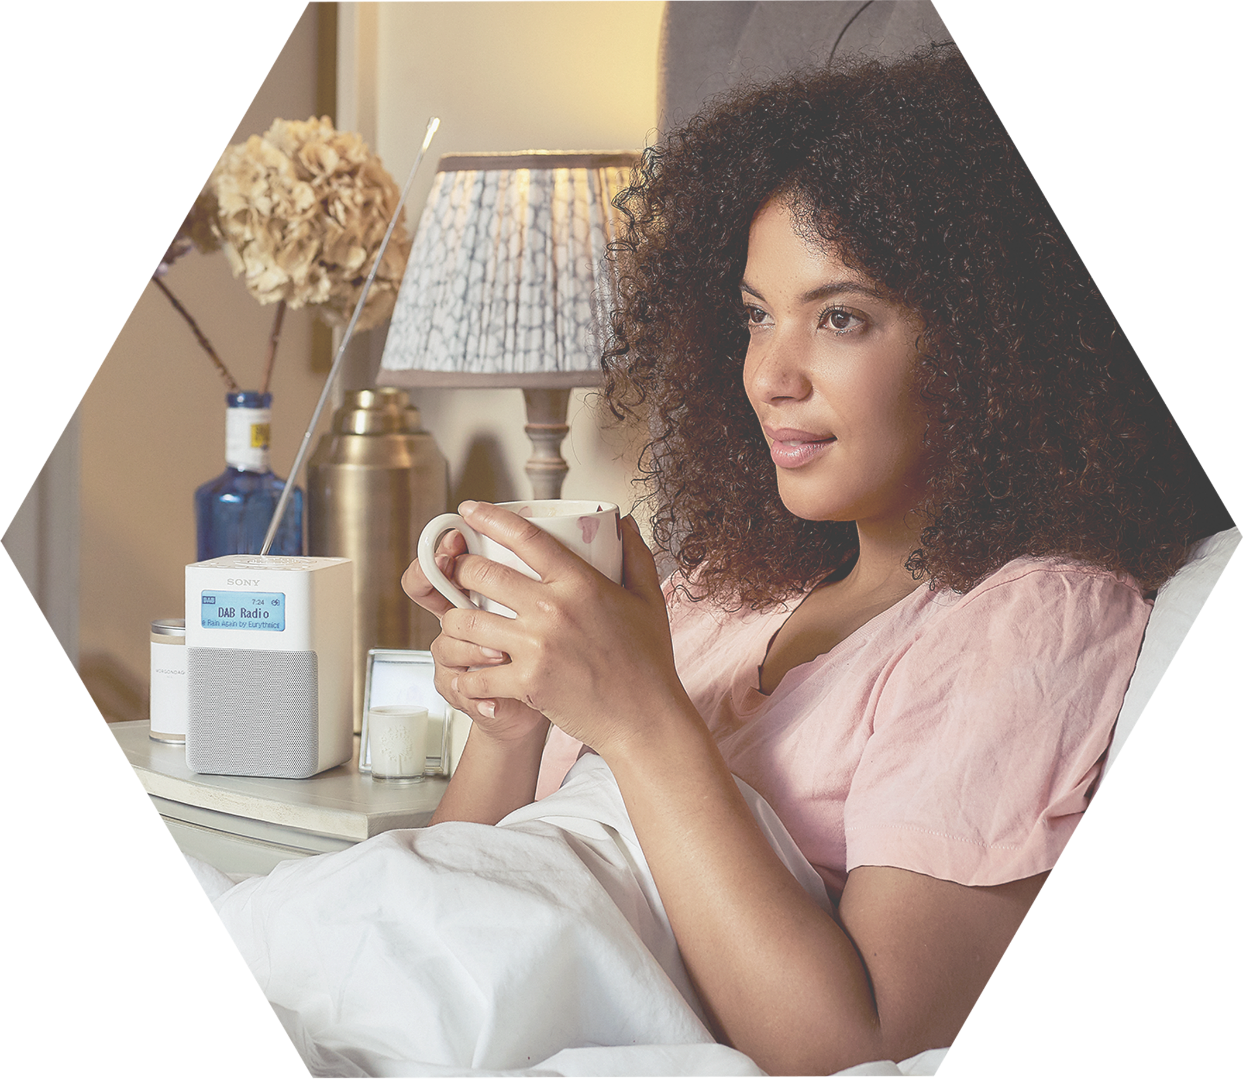 SONY
DAB 7:24
DAB Radio
Rain Again by Eurythmics